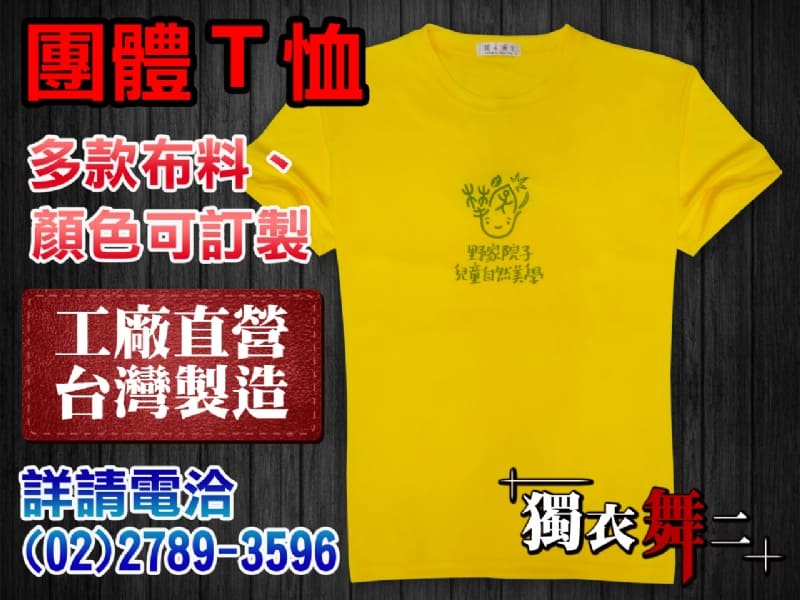 團體T恤
多款布料、
顏色可訂製
工廠直營
台灣製造
詳請電洽
(02)2789-3596
野家院子
兒童自然美學
獨衣舞二